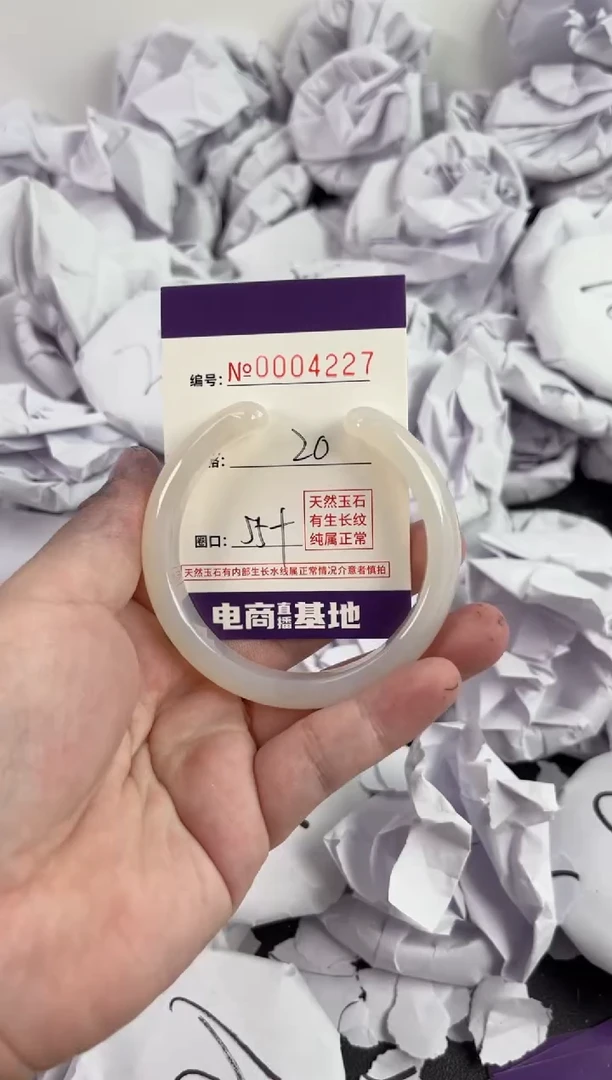 编号: №0004227
格: 20
圈口: 55+
天然玉石
有生长纹
纯属正常
天然玉石有内部生长水线属正常情况介意者慎拍
电商直播基地